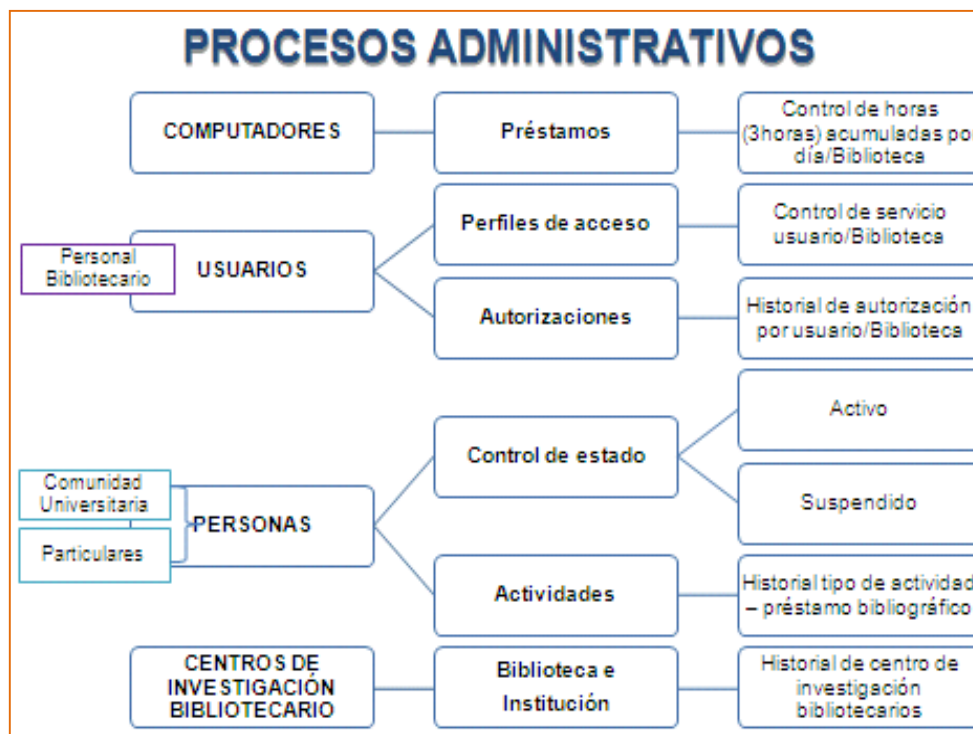 PROCESOS ADMINISTRATIVOS
COMPUTADORES
Préstamos
Control de horas
(3horas) acumuladas po
día/Biblioteca
Personal
Bibliotecario
USUARIOS
Perfiles de acceso
Control de servicio
usuario/Biblioteca
Autorizaciones
Historial de autorización
por usuario/Biblioteca
Comunidad
Universitaria
Particulares
PERSONAS
Control de estado
Activo
Suspendido
Actividades
Historial tipo de actividad
– préstamo bibliográfico
CENTROS DE
INVESTIGACIÓN
BIBLIOTECARIO
Biblioteca e
Institución
Historial de centro de
investigación
bibliotecarios